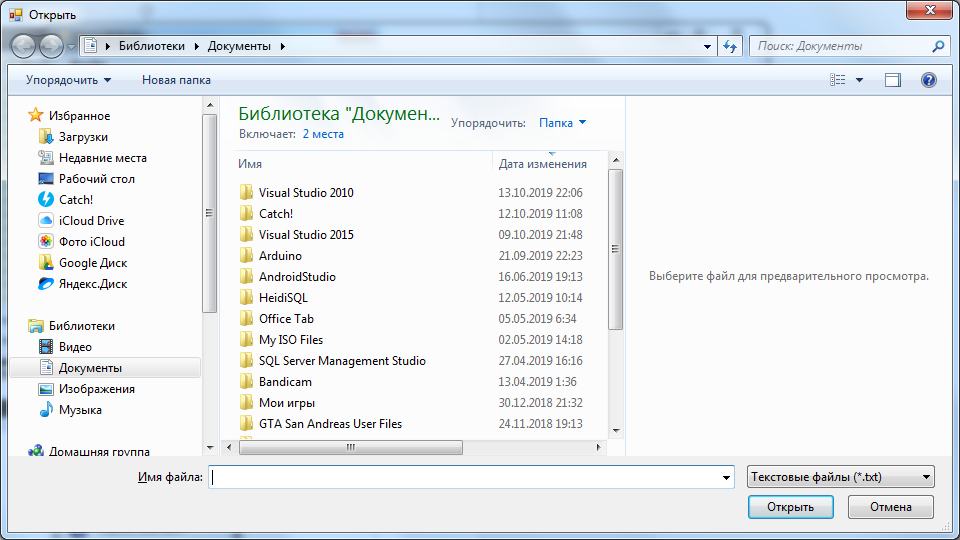 Открыть
Библиотеки Документы
Поиск: Документы
Упорядочить Новая папка
Избранное
Загрузки
Недавние места
Рабочий стол
Catch!
iCloud Drive
Фото iCloud
Google Диск
Яндекс.Диск
Библиотеки
Видео
Документы
Изображения
Музыка
Домашняя группа
Библиотека "Докумен...
Включает: 2 места
Упорядочить: Папка
Имя Дата изменения
Visual Studio 2010 13.10.2019 22:06
Catch! 12.10.2019 11:08
Visual Studio 2015 09.10.2019 21:48
Arduino 21.09.2019 22:23
AndroidStudio 16.06.2019 19:13
HeidiSQL 12.05.2019 10:14
Office Tab 05.05.2019 6:34
My ISO Files 02.05.2019 14:18
SQL Server Management Studio 27.04.2019 16:16
Bandicam 13.04.2019 1:36
Мои игры 30.12.2018 21:32
GTA San Andreas User Files 24.11.2018 19:13
Выберите файл для предварительного просмотра.
Имя файла:
Текстовые файлы (*.txt)
Открыть Отмена